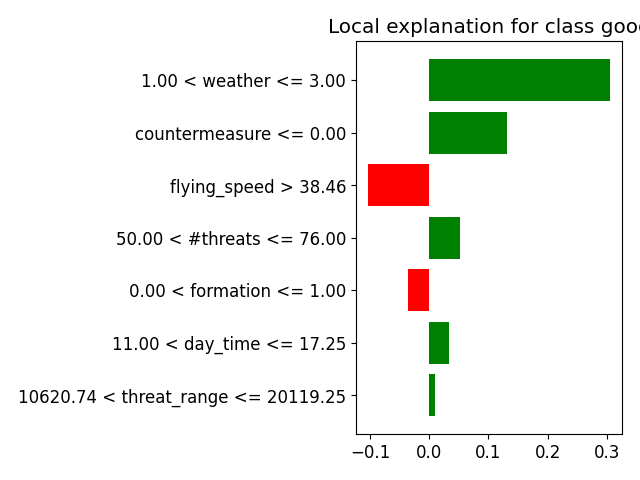 Local explanation for class good
1.00 < weather <= 3.00
countermeasure <= 0.00
flying_speed > 38.46
50.00 < #threats <= 76.00
0.00 < formation <= 1.00
11.00 < day_time <= 17.25
10620.74 < threat_range <= 20119.25
−0.1 0.0 0.1 0.2 0.3